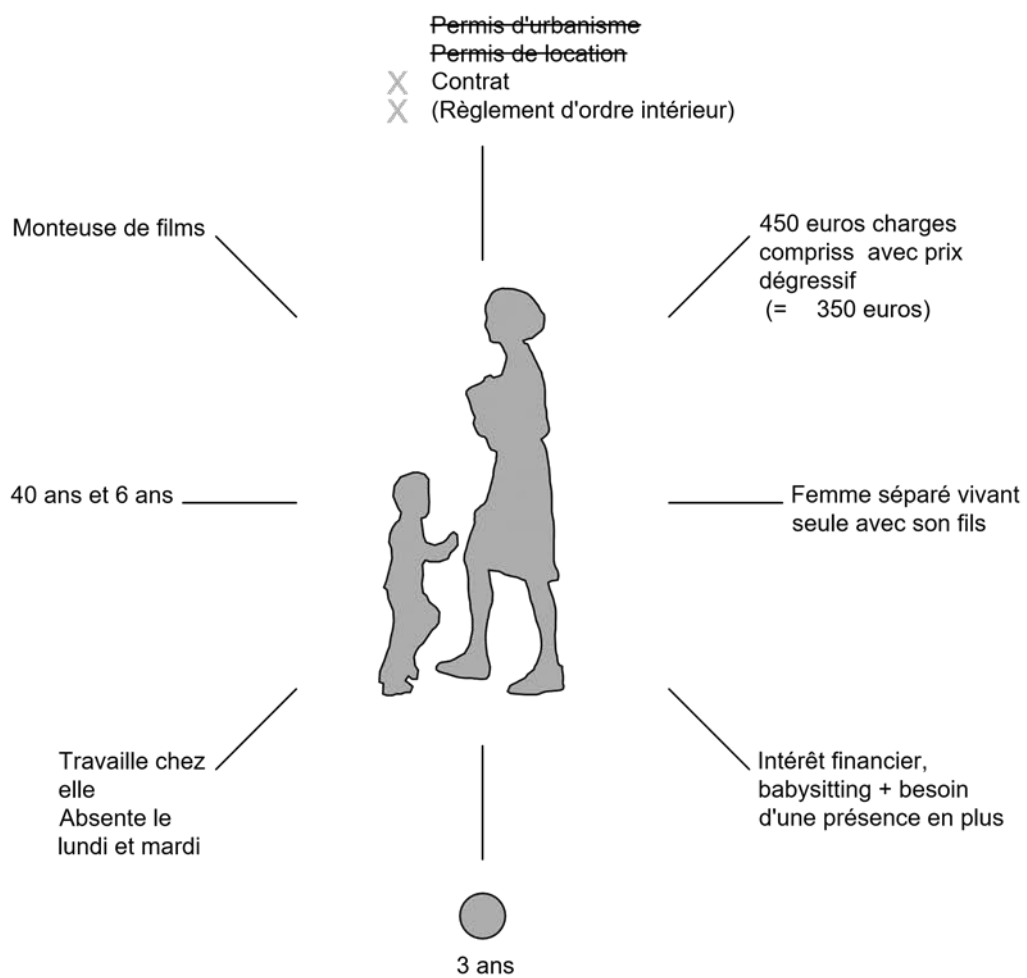 Permis d'urbanisme
Permis de location
X Contrat
X (Règlement d'ordre intérieur)
Monteuse de films
450 euros charges
compriss avec prix
dégressif
(= 350 euros)
40 ans et 6 ans
Femme séparé vivant
seule avec son fils
Travaille chez
elle
Absente le
lundi et mardi
Intérêt financier,
babysitting + besoin
d'une présence en plus
3 ans